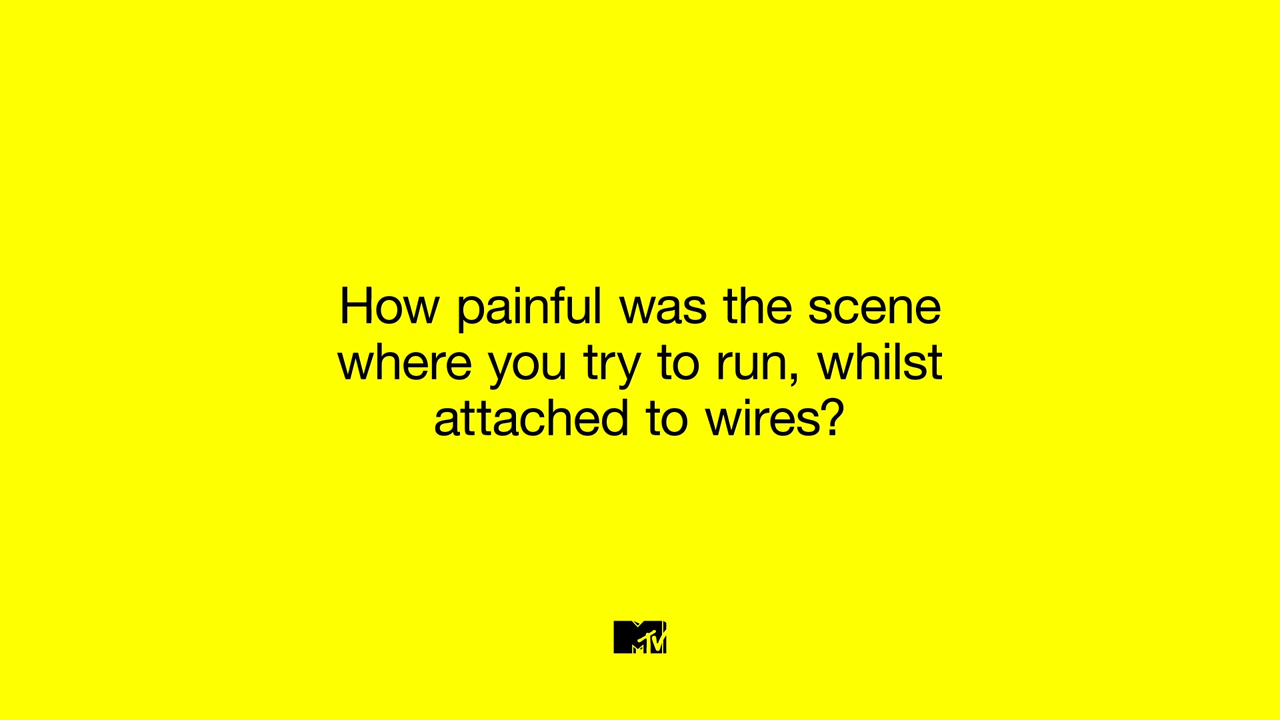 How painful was the scene
where you try to run, whilst
attached to wires?
MTV